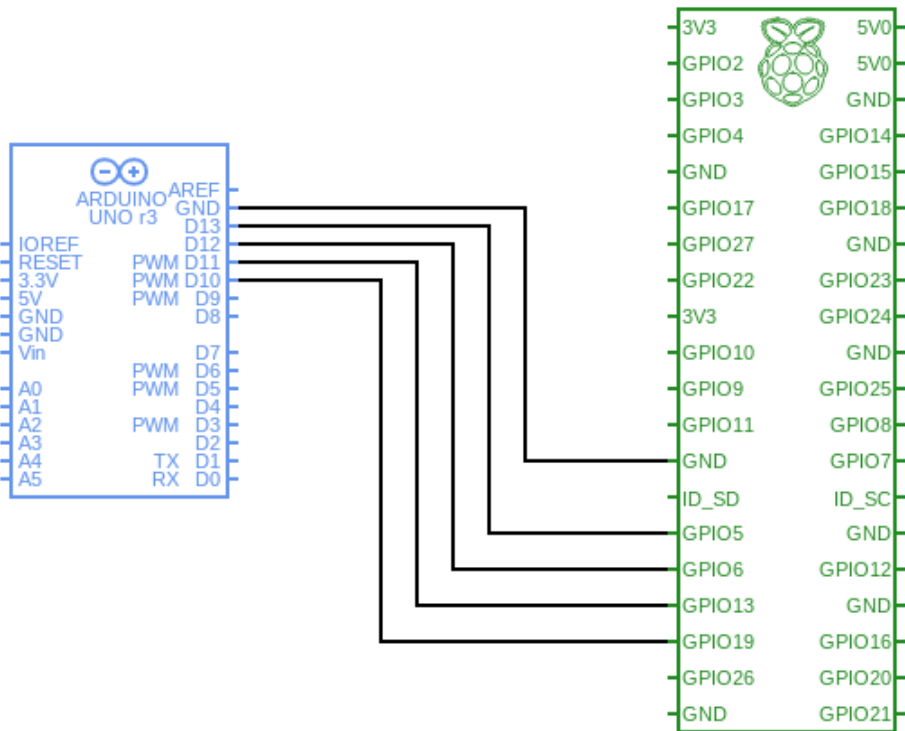 ARDUINO
UNO r3
IOREF
RESET
3.3V
5V
GND
GND
Vin
A0
A1
A2
A3
A4
A5
AREF
GND
D13
D12
PWM D11
PWM D10
PWM D9
D8
D7
PWM D6
PWM D5
D4
PWM D3
D2
TX D1
RX D0
3V3
GPIO2
GPIO3
GPIO4
GND
GPIO17
GPIO27
GPIO22
3V3
GPIO10
GPIO9
GPIO11
GND
ID_SD
GPIO5
GPIO6
GPIO13
GPIO19
GPIO26
GND
5V0
5V0
GND
GPIO14
GPIO15
GPIO18
GND
GPIO23
GPIO24
GND
GPIO25
GPIO8
GPIO7
ID_SC
GND
GPIO12
GND
GPIO16
GPIO20
GPIO21